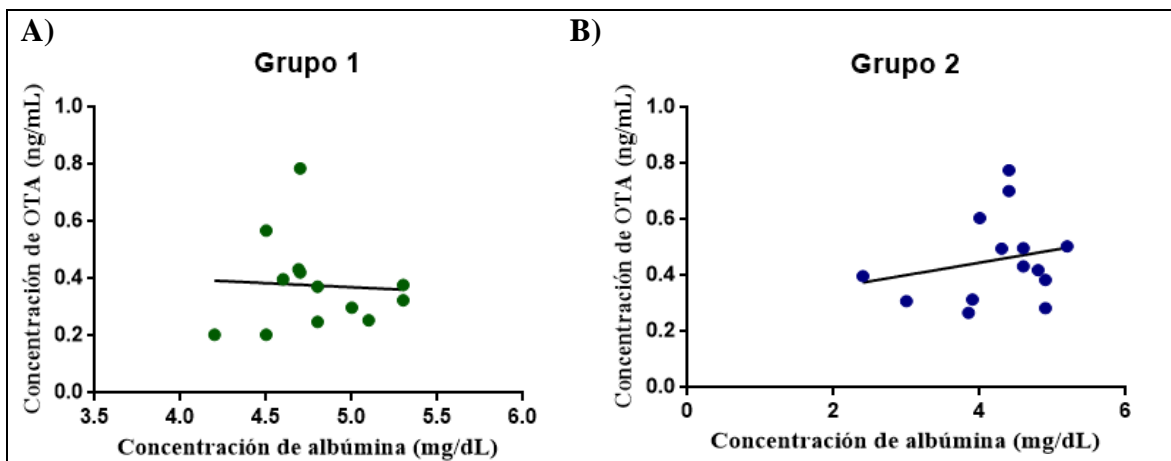 A)
Grupo 1
Concentración de OTA (ng/mL)
1.0
0.8
0.6
0.4
0.2
0.0
3.5 4.0 4.5 5.0 5.5 6.0
Concentración de albúmina (mg/dL)
B)
Grupo 2
Concentración de OTA (ng/mL)
1.0
0.8
0.6
0.4
0.2
0.0
0 2 4 6
Concentración de albúmina (mg/dL)